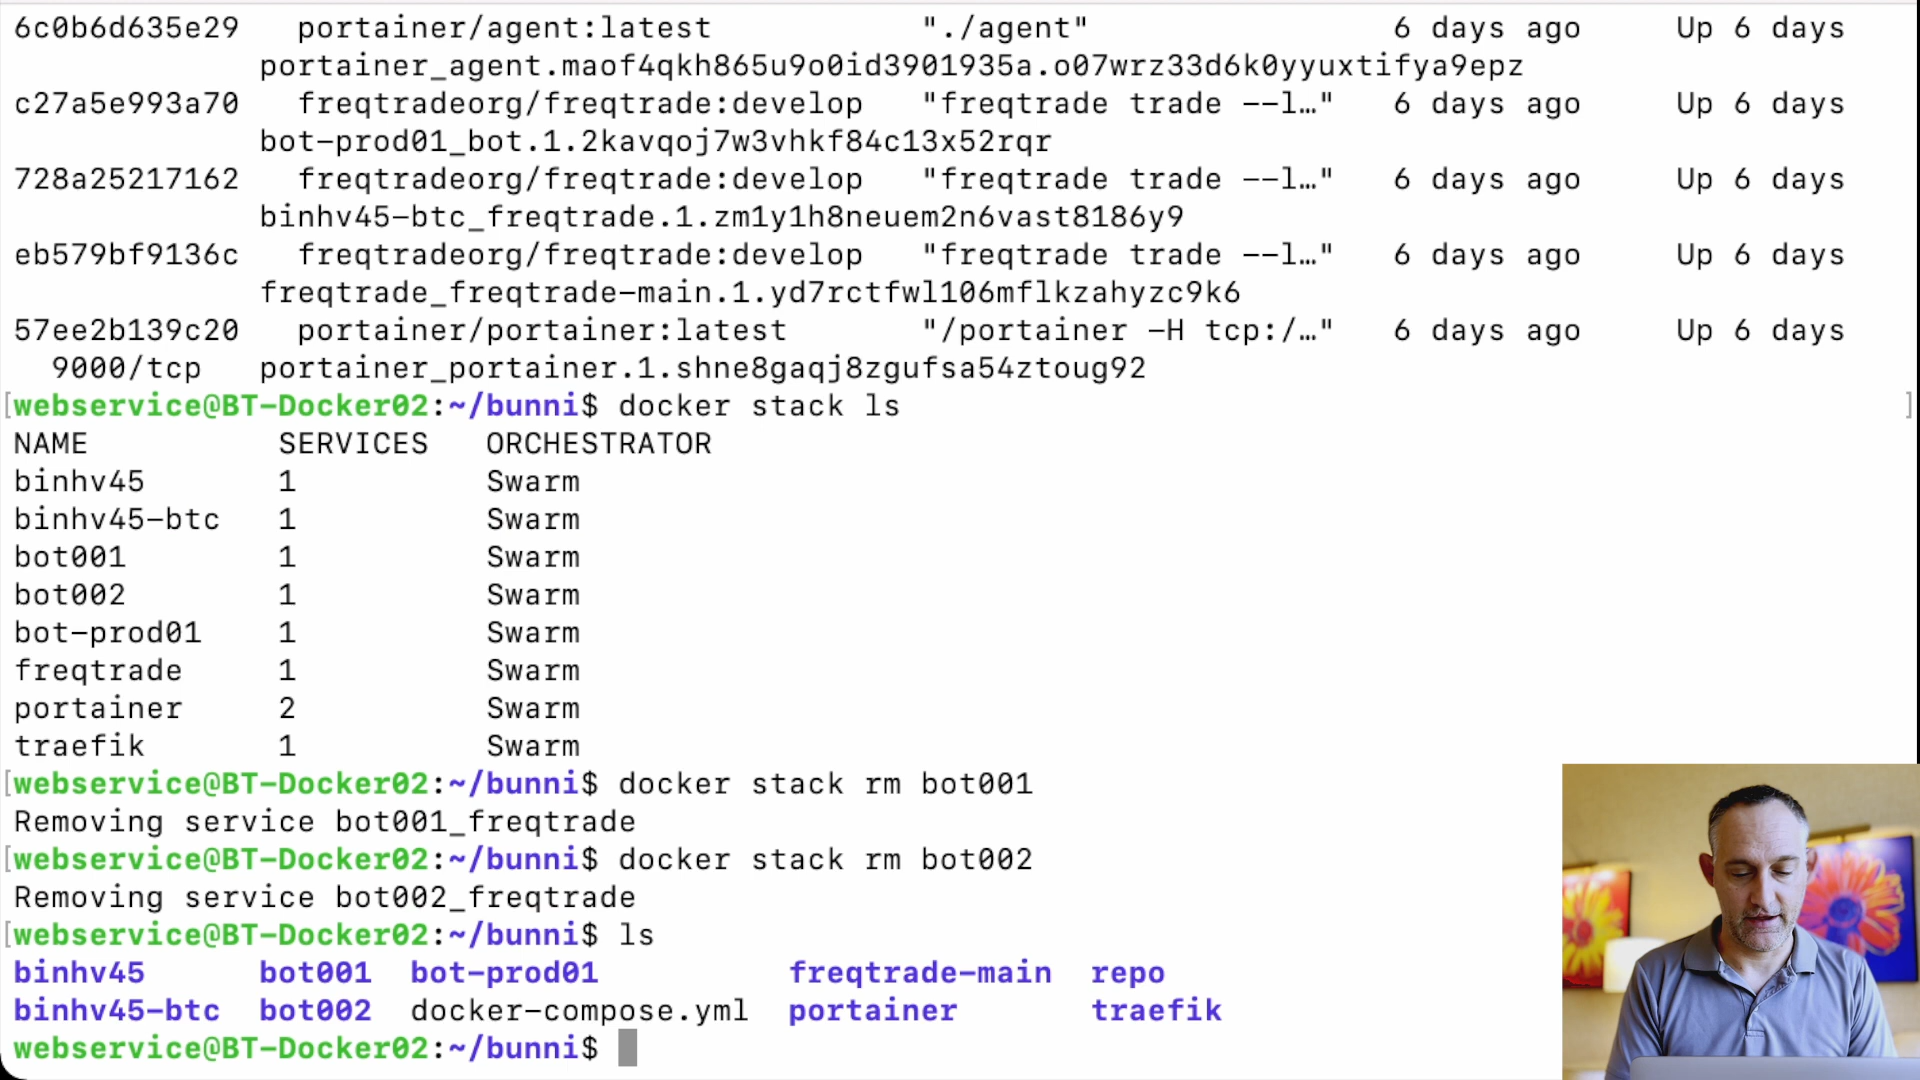 6c0b6d635e29 portainer/agent:latest "./agent" 6 days ago Up 6 days
portainer_agent.maof4qkh865u9o0id3901935a.o07wrz33d6k0yyuxtifya9epz
c27a5e993a70 freqtradeorg/freqtrade:develop "freqtrade trade --l…" 6 days ago Up 6 days
bot-prod01_bot.1.2kavqoj7w3vhkf84c13x52rqr
728a25217162 freqtradeorg/freqtrade:develop "freqtrade trade --l…" 6 days ago Up 6 days
binhv45-btc_freqtrade.1.zm1y1h8neuem2n6vast8186y9
eb579bf9136c freqtradeorg/freqtrade:develop "freqtrade trade --l…" 6 days ago Up 6 days
freqtrade_freqtrade-main.1.yd7rctfwl106mflkzahyzc9k6
57ee2b139c20 portainer/portainer:latest "/portainer -H tcp:/…" 6 days ago Up 6 days
9000/tcp portainer_portainer.1.shne8gaqj8zgufsa54ztoug92
[webservice@BT-Docker02:~/bunni$ docker stack ls ]
NAME SERVICES ORCHESTRATOR
binhv45 1 Swarm
binhv45-btc 1 Swarm
bot001 1 Swarm
bot002 1 Swarm
bot-prod01 1 Swarm
freqtrade 1 Swarm
portainer 2 Swarm
traefik 1 Swarm
[webservice@BT-Docker02:~/bunni$ docker stack rm bot001
Removing service bot001_freqtrade
[webservice@BT-Docker02:~/bunni$ docker stack rm bot002
Removing service bot002_freqtrade
[webservice@BT-Docker02:~/bunni$ ls
binhv45 bot001 bot-prod01 freqtrade-main repo
binhv45-btc bot002 docker-compose.yml portainer traefik
webservice@BT-Docker02:~/bunni$